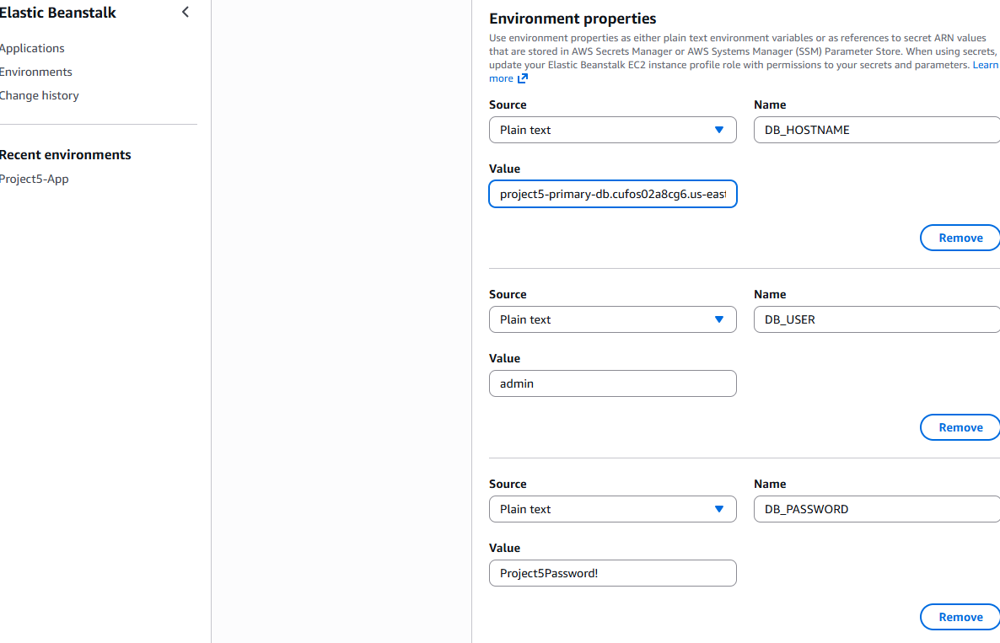 Elastic Beanstalk
Applications
Environments
Change history
Recent environments
Project5-App
Environment properties
Use environment properties as either plain text environment variables or as references to secret ARN values
that are stored in AWS Secrets Manager or AWS Systems Manager (SSM) Parameter Store. When using secrets,
update your Elastic Beanstalk EC2 instance profile role with permissions to your secrets and parameters. Learn
more
Source Name
Plain text DB_HOSTNAME
Value
project5-primary-db.cufos02a8cg6.us-east
Remove
Source Name
Plain text DB_USER
Value
admin
Remove
Source Name
Plain text DB_PASSWORD
Value
Project5Password!
Remove